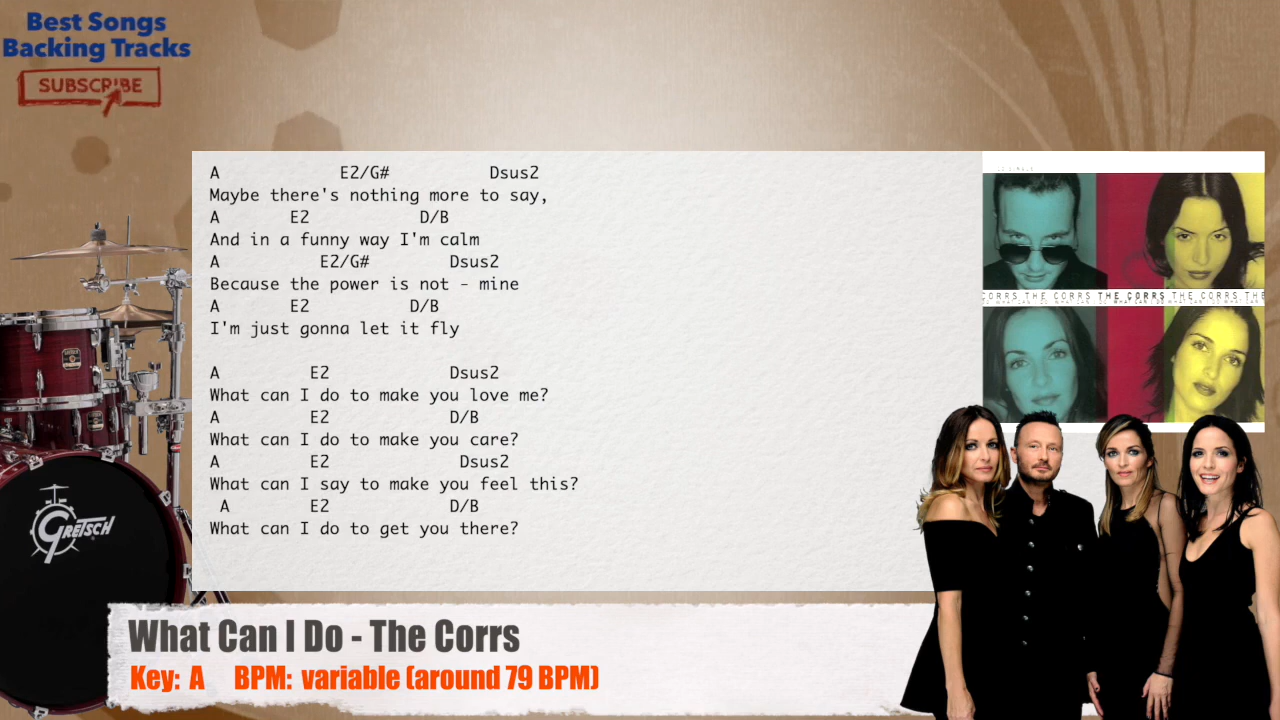 Best Songs
Backing Tracks
SUBSCRIBE
A            E2/G#          Dsus2
Maybe there's nothing more to say,
A       E2           D/B
And in a funny way I'm calm
A          E2/G#        Dsus2
Because the power is not - mine
A       E2          D/B
I'm just gonna let it fly
A         E2            Dsus2
What can I do to make you love me?
A         E2            D/B
What can I do to make you care?
A         E2             Dsus2
What can I say to make you feel this?
 A        E2            D/B
What can I do to get you there?
CORRS THE CORRS THE CORRS THE CORRS THE
GRETSCH
What Can I Do - The Corrs
Key: A    BPM: variable (around 79 BPM)